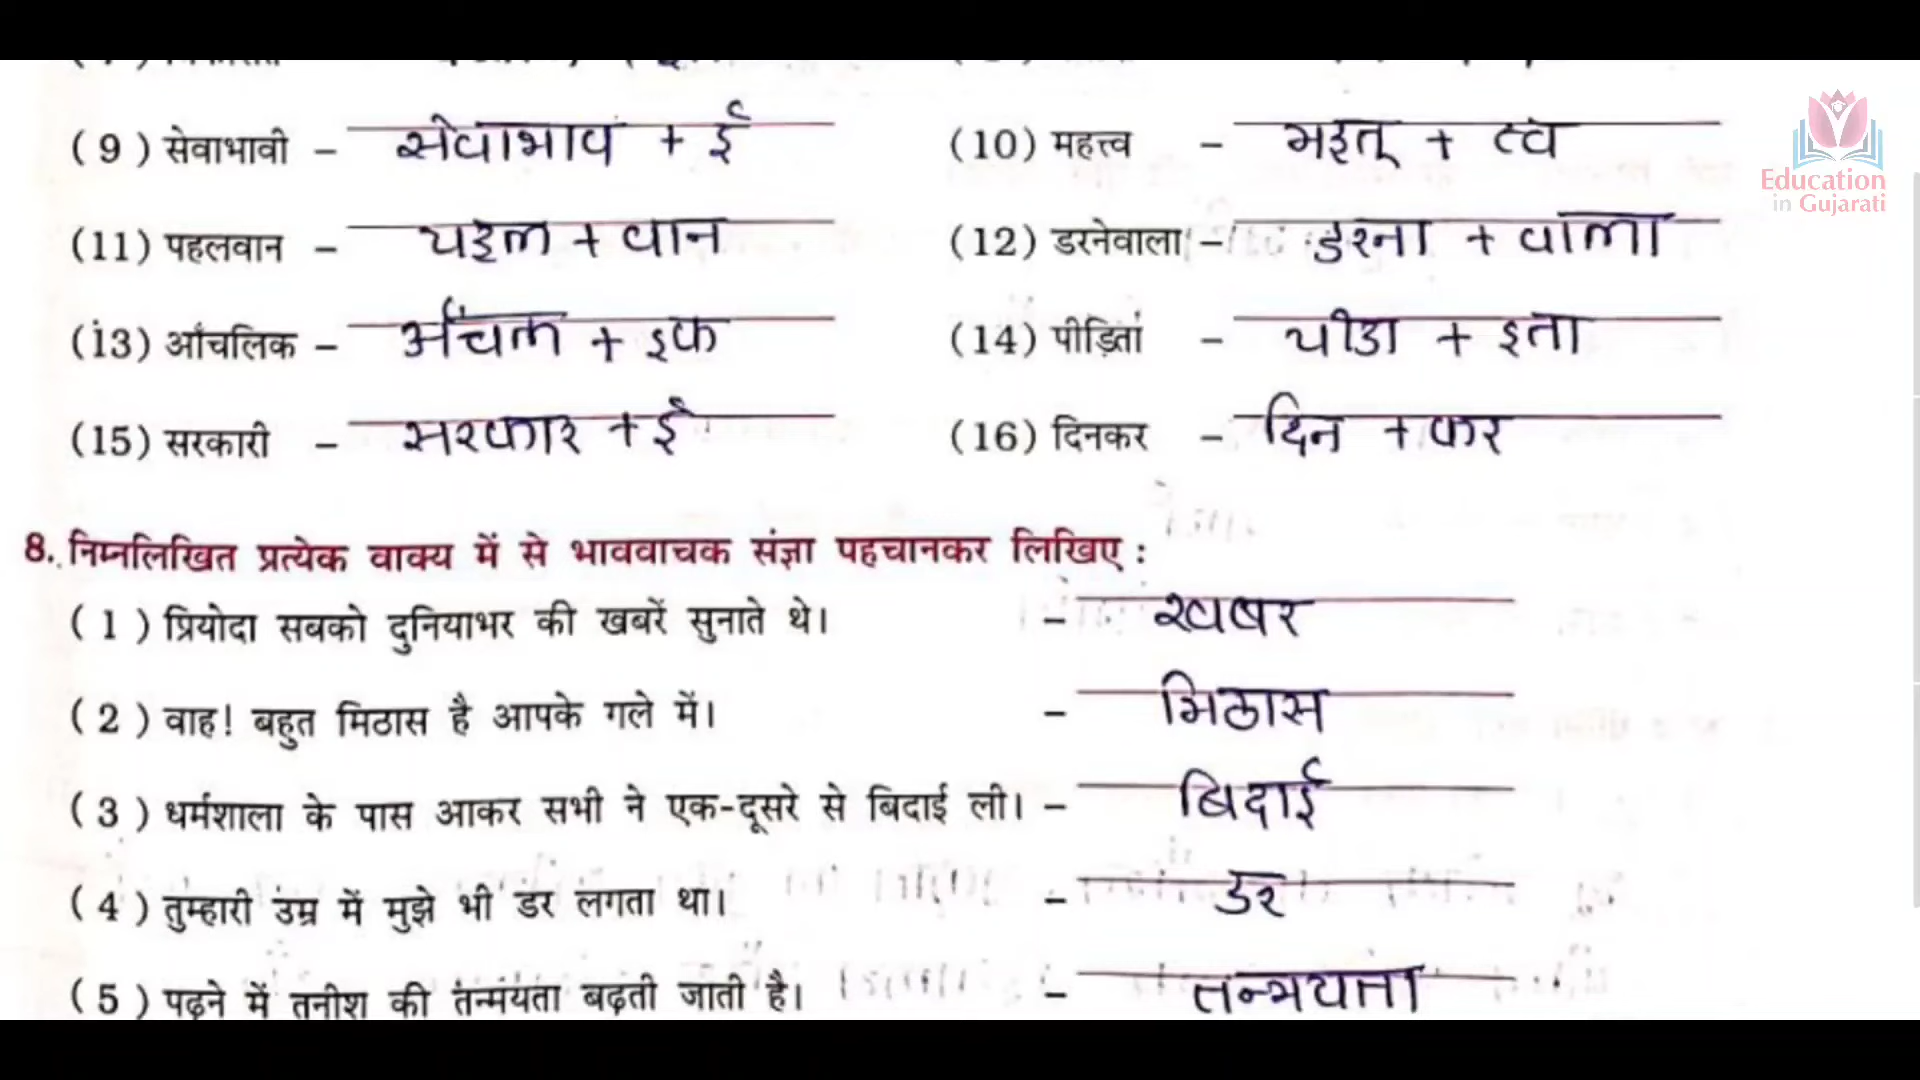 (9) सेवाभावी - सेवाभाव + ई
(10) महत्त्व - महत् + त्व
(11) पहलवान - पहल + वान
(12) डरनेवाला - डरना + वाला
(13) आँचलिक - अँचल + इक
(14) पीड़िता - पीडा + इता
(15) सरकारी - सरकार + ई
(16) दिनकर - दिन + कर
8. निम्नलिखित प्रत्येक वाक्य में से भाववाचक संज्ञा पहचानकर लिखिए :
(1) प्रियोदा सबको दुनियाभर की खबरें सुनाते थे। - खबर
(2) वाह! बहुत मिठास है आपके गले में। - मिठास
(3) धर्मशाला के पास आकर सभी ने एक-दूसरे से बिदाई ली। - बिदाई
(4) तुम्हारी उम्र में मुझे भी डर लगता था। - डर
(5) पढ़ने में तनीश की तन्मयता बढ़ती जाती है। - तन्मयता
Education
in Gujarati